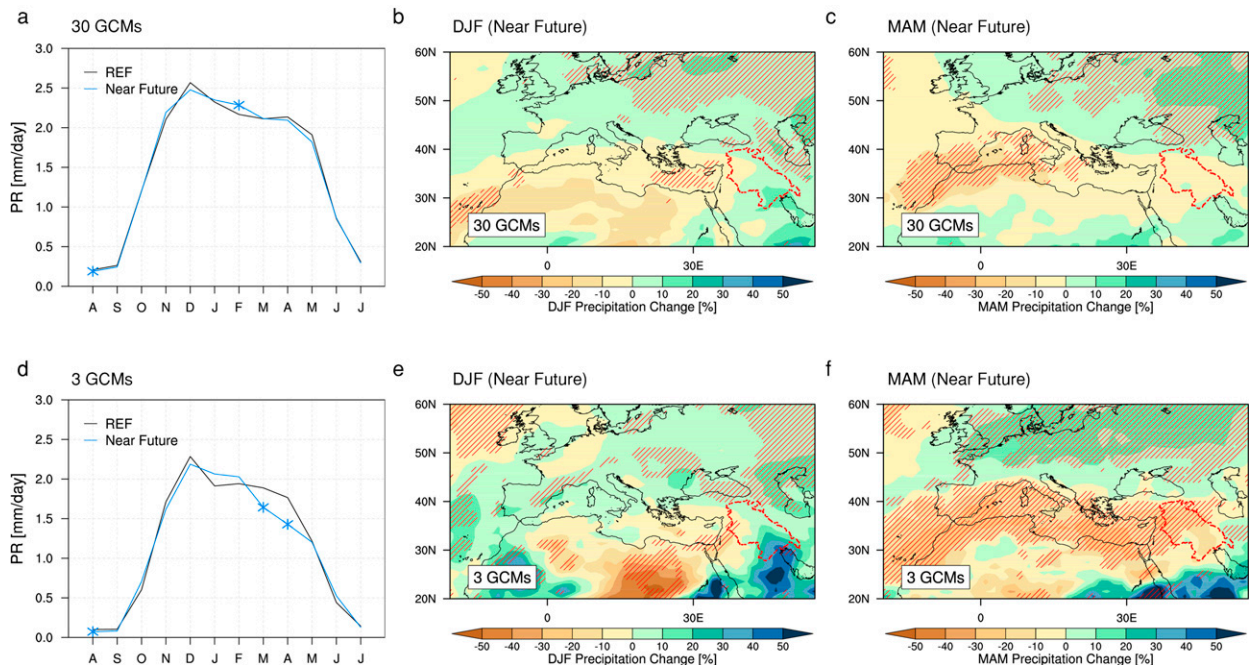 a
30 GCMs
PR [mm/day]
3.0
2.5
2.0
1.5
1.0
0.5
0.0
REF
Near Future
A S O N D J F M A M J J
b
DJF (Near Future)
60N
50N
40N
30N
20N
30 GCMs
0 30E
-50 -40 -30 -20 -10 0 10 20 30 40 50
DJF Precipitation Change [%]
c
MAM (Near Future)
60N
50N
40N
30N
20N
30 GCMs
0 30E
-50 -40 -30 -20 -10 0 10 20 30 40 50
MAM Precipitation Change [%]
d
3 GCMs
PR [mm/day]
3.0
2.5
2.0
1.5
1.0
0.5
0.0
REF
Near Future
A S O N D J F M A M J J
e
DJF (Near Future)
60N
50N
40N
30N
20N
3 GCMs
0 30E
-50 -40 -30 -20 -10 0 10 20 30 40 50
DJF Precipitation Change [%]
f
MAM (Near Future)
60N
50N
40N
30N
20N
3 GCMs
0 30E
-50 -40 -30 -20 -10 0 10 20 30 40 50
MAM Precipitation Change [%]